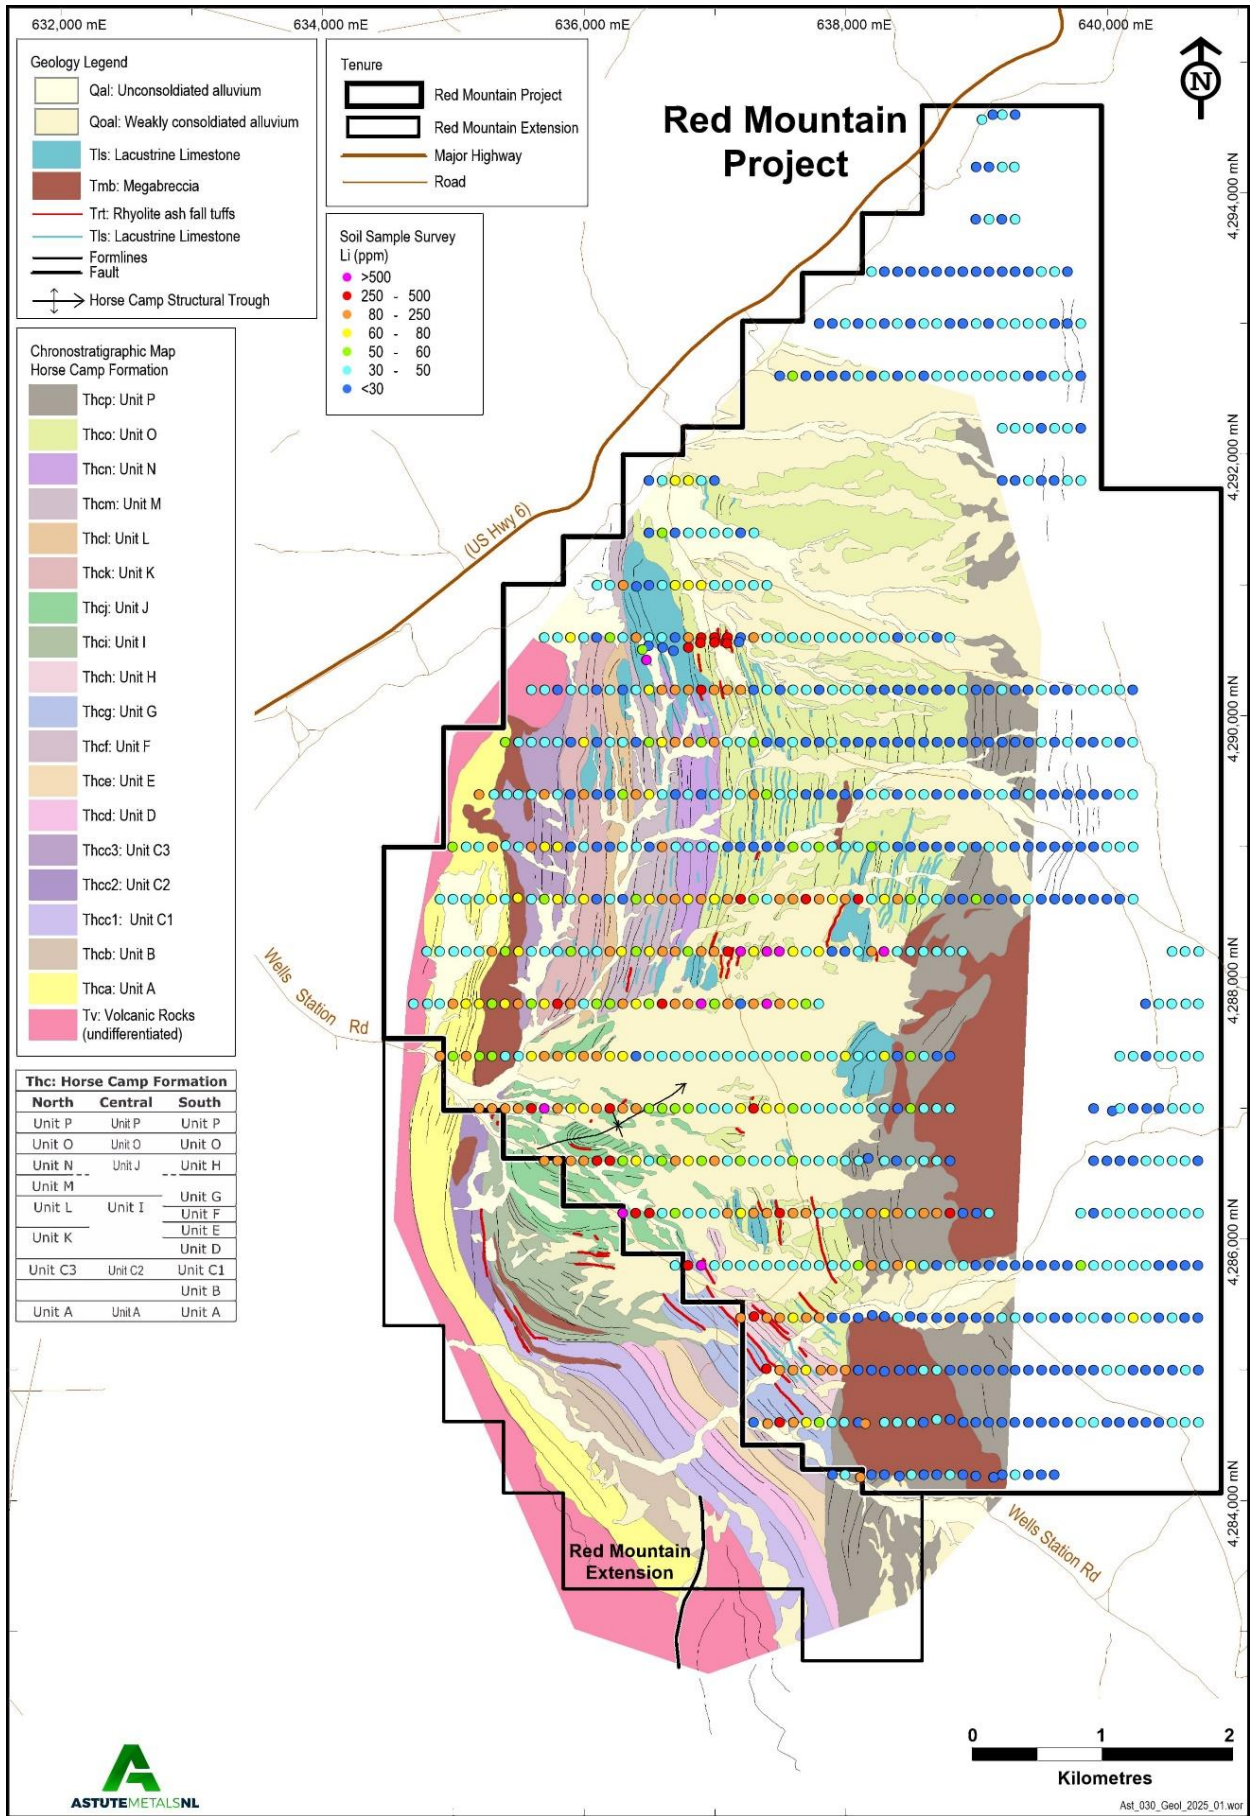 632,000 mE
634,000 mE
636,000 mE
638,000 mE
640,000 mE
Geology Legend
Qal: Unconsoldiated alluvium
Qoal: Weakly consoldiated alluvium
Tls: Lacustrine Limestone
Tmb: Megabreccia
Trt: Rhyolite ash fall tuffs
Tls: Lacustrine Limestone
Formlines
Fault
Horse Camp Structural Trough
Tenure
Red Mountain Project
Red Mountain Extension
Major Highway
Road
Soil Sample Survey
Li (ppm)
>500
250 - 500
80 - 250
60 - 80
50 - 60
30 - 50
<30
Red Mountain
Project
N
Chronostratigraphic Map
Horse Camp Formation
Thcp: Unit P
Thco: Unit O
Thcn: Unit N
Thcm: Unit M
Thcl: Unit L
Thck: Unit K
Thcj: Unit J
Thci: Unit I
Thch: Unit H
Thcg: Unit G
Thcf: Unit F
Thce: Unit E
Thcd: Unit D
Thcc3: Unit C3
Thcc2: Unit C2
Thcc1: Unit C1
Thcb: Unit B
Thca: Unit A
Tv: Volcanic Rocks
(undifferentiated)
Thc: Horse Camp Formation
North Central South
Unit P Unit P Unit P
Unit O Unit O Unit O
Unit N Unit J Unit H
Unit M
Unit G
Unit L Unit I Unit F
Unit E
Unit K
Unit D
Unit C3 Unit C2 Unit C1
Unit B
Unit A Unit A Unit A
(US Hwy 6)
Wells Station Rd
4,294,000 mN
4,292,000 mN
4,290,000 mN
4,288,000 mN
4,286,000 mN
4,284,000 mN
Wells Station Rd
Red Mountain
Extension
0 1 2
Kilometres
ASTUTEMETALSNL
Ast_030_Geol_2025_01.wor